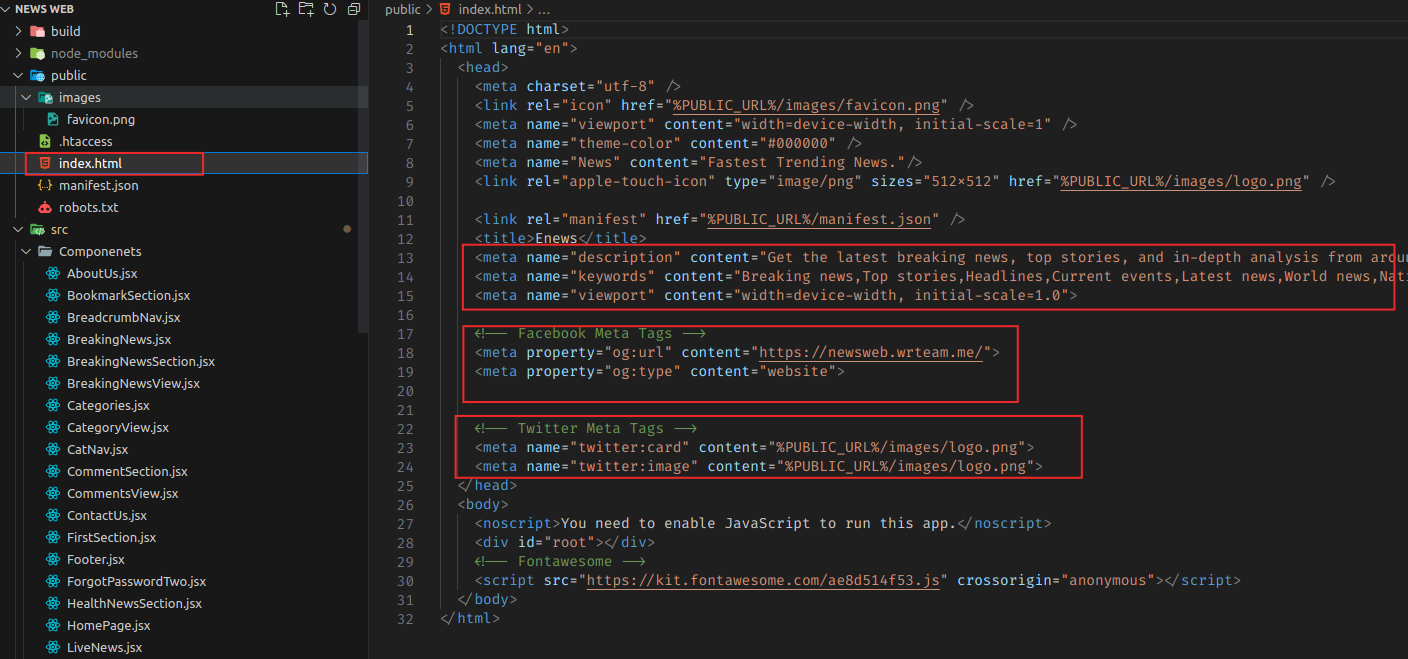 NEWS WEB
build
node_modules
public
images
favicon.png
.htaccess
index.html
manifest.json
robots.txt
src
Componenets
AboutUs.jsx
BookmarkSection.jsx
BreadcrumbNav.jsx
BreakingNews.jsx
BreakingNewsSection.jsx
BreakingNewsView.jsx
Categories.jsx
CategoryView.jsx
CatNav.jsx
CommentSection.jsx
CommentsView.jsx
ContactUs.jsx
FirstSection.jsx
Footer.jsx
ForgotPasswordTwo.jsx
HealthNewsSection.jsx
HomePage.jsx
LiveNews.jsx
public > index.html > ...
1 <!DOCTYPE html>
2 <html lang="en">
3 <head>
4 <meta charset="utf-8" />
5 <link rel="icon" href="%PUBLIC_URL%/images/favicon.png" />
6 <meta name="viewport" content="width=device-width, initial-scale=1" />
7 <meta name="theme-color" content="#000000" />
8 <meta name="News" content="Fastest Trending News."/>
9 <link rel="apple-touch-icon" type="image/png" sizes="512×512" href="%PUBLIC_URL%/images/logo.png" />
10
11 <link rel="manifest" href="%PUBLIC_URL%/manifest.json" />
12 <title>Enews</title>
13 <meta name="description" content="Get the latest breaking news, top stories, and in-depth analysis from arou
14 <meta name="keywords" content="Breaking news,Top stories,Headlines,Current events,Latest news,World news,Nati
15 <meta name="viewport" content="width=device-width, initial-scale=1.0">
16
17 <!-- Facebook Meta Tags -->
18 <meta property="og:url" content="https://newsweb.wrteam.me/">
19 <meta property="og:type" content="website">
20
21
22 <!-- Twitter Meta Tags -->
23 <meta name="twitter:card" content="%PUBLIC_URL%/images/logo.png">
24 <meta name="twitter:image" content="%PUBLIC_URL%/images/logo.png">
25 </head>
26 <body>
27 <noscript>You need to enable JavaScript to run this app.</noscript>
28 <div id="root"></div>
29 <!-- Fontawesome -->
30 <script src="https://kit.fontawesome.com/ae8d514f53.js" crossorigin="anonymous"></script>
31 </body>
32 </html>